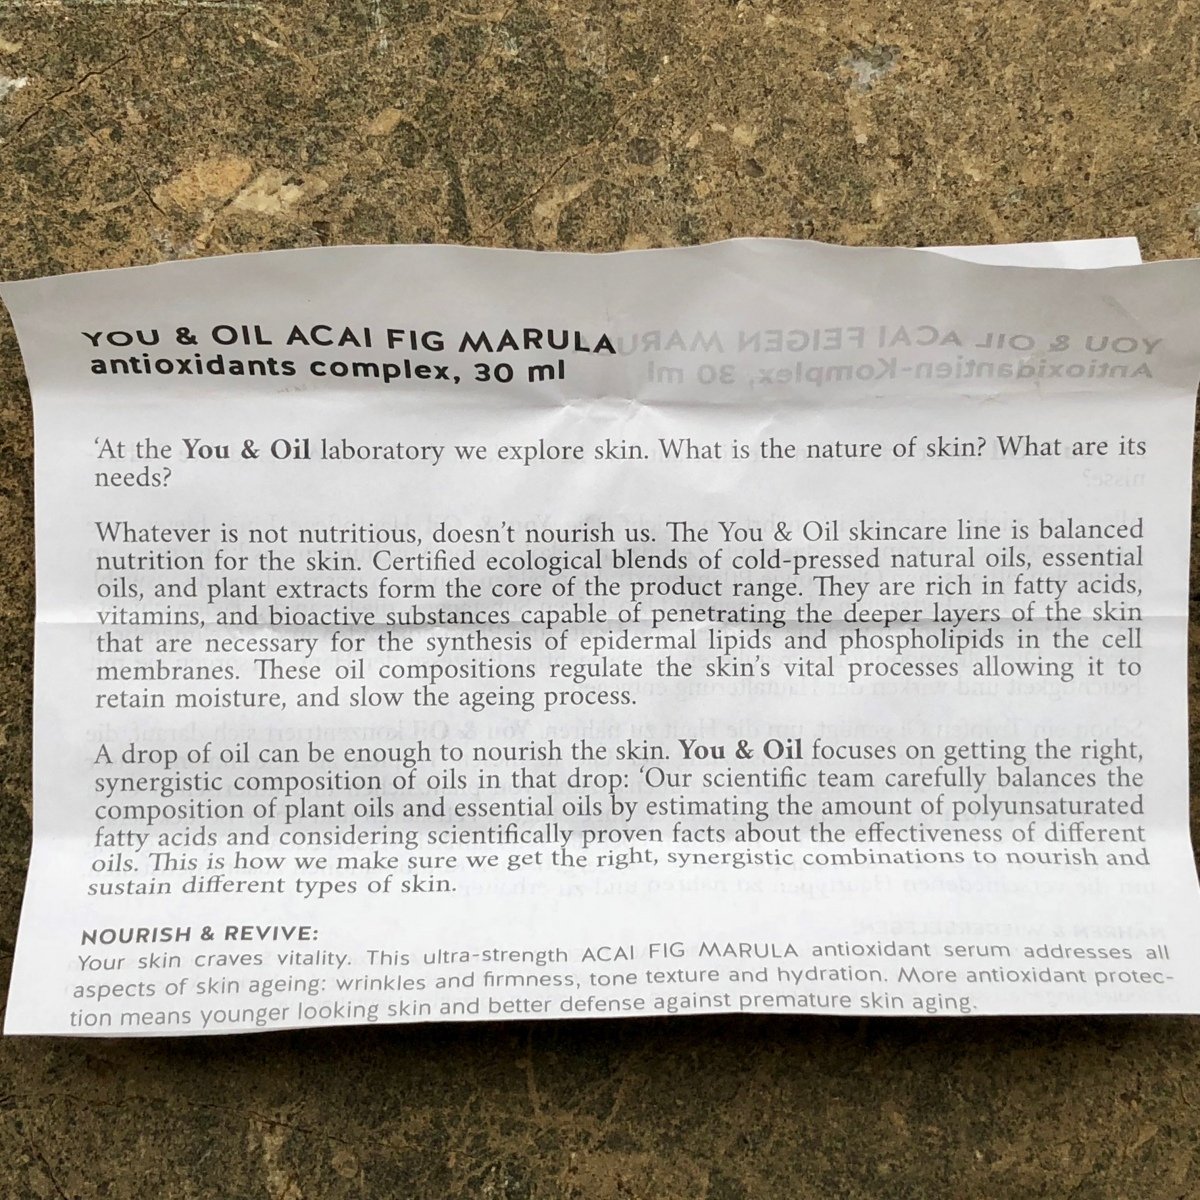 YOU & OIL ACAI FIG MARULA
antioxidants complex, 30 ml
YOU & OIL ACAI FEIGEN MARU
Antioxidantien-Komplex, 30 ml
‘At the You & Oil laboratory we explore skin. What is the nature of skin? What are its
needs?
Whatever is not nutritious, doesn’t nourish us. The You & Oil skincare line is balanced
nutrition for the skin. Certified ecological blends of cold-pressed natural oils, essential
oils, and plant extracts form the core of the product range. They are rich in fatty acids,
vitamins, and bioactive substances capable of penetrating the deeper layers of the skin
that are necessary for the synthesis of epidermal lipids and phospholipids in the cell
membranes. These oil compositions regulate the skin’s vital processes allowing it to
retain moisture, and slow the ageing process.
A drop of oil can be enough to nourish the skin. You & Oil focuses on getting the right,
synergistic composition of oils in that drop: ‘Our scientific team carefully balances the
composition of plant oils and essential oils by estimating the amount of polyunsaturated
fatty acids and considering scientifically proven facts about the effectiveness of different
oils. This is how we make sure we get the right, synergistic combinations to nourish and
sustain different types of skin.
NOURISH & REVIVE:
Your skin craves vitality. This ultra-strength ACAI FIG MARULA antioxidant serum addresses all
aspects of skin ageing: wrinkles and firmness, tone texture and hydration. More antioxidant protec-
tion means younger looking skin and better defense against premature skin aging.